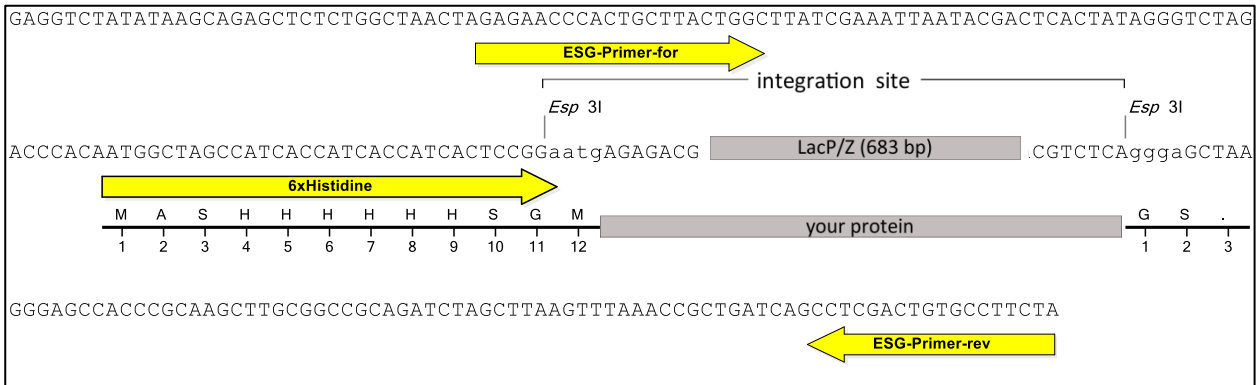 GAGGTCTATATAAGCAGAGCTCTCTGGCTAACTAGAGAACCCACTGCTTACTGGCTTATCGAAATTAATACGACTCACTATAGGGTCTAG
ESG-Primer-for
integration site
Esp 3I Esp 3I
ACCCACAATGGCTAGCCATCACCATCACCATCACTCCGGaatgAGAGACG LacP/Z (683 bp) .CGTCTCAgggaGCTAA
6xHistidine
M A S H H H H H H S G M G S .
1 2 3 4 5 6 7 8 9 10 11 12 your protein 1 2 3
GGGAGCCACCCGCAAGCTTGCGGCCGCAGATCTAGCTTAAGTTTAAACCGCTGATCAGCCTCGACTGTGCCTTCTA
ESG-Primer-rev